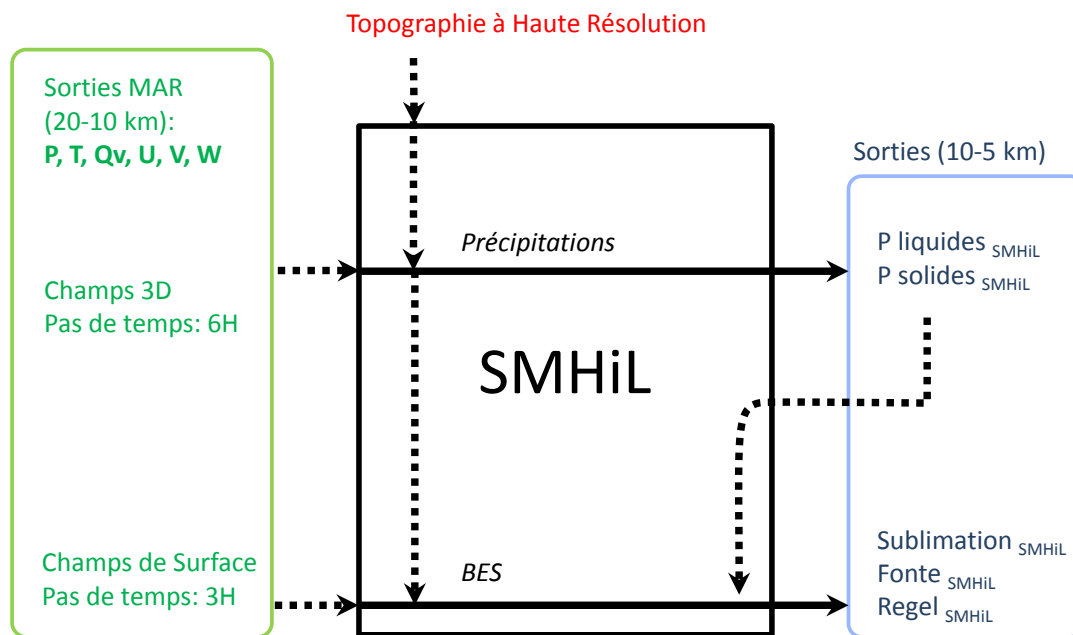 Topographie à Haute Résolution
Sorties MAR
(20-10 km):
P, T, Qv, U, V, W
Champs 3D
Pas de temps: 6H
Champs de Surface
Pas de temps: 3H
Précipitations
SMHiL
BES
Sorties (10-5 km)
P liquides SMHiL
P solides SMHiL
Sublimation SMHiL
Fonte SMHiL
Regel SMHiL